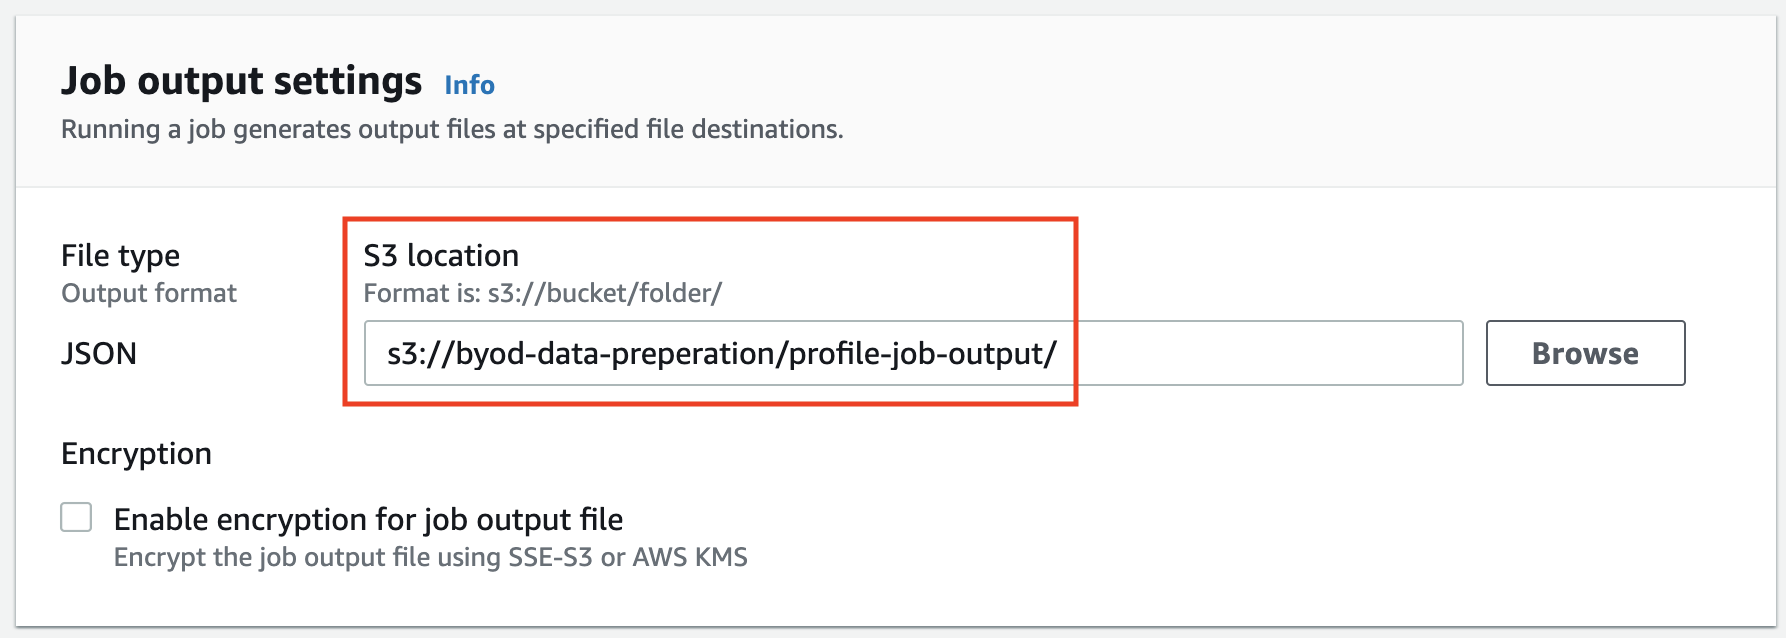 Job output settings Info
Running a job generates output files at specified file destinations.
File type
Output format
S3 location
Format is: s3://bucket/folder/
JSON
s3://byod-data-preperation/profile-job-output/
Browse
Encryption
Enable encryption for job output file
Encrypt the job output file using SSE-S3 or AWS KMS